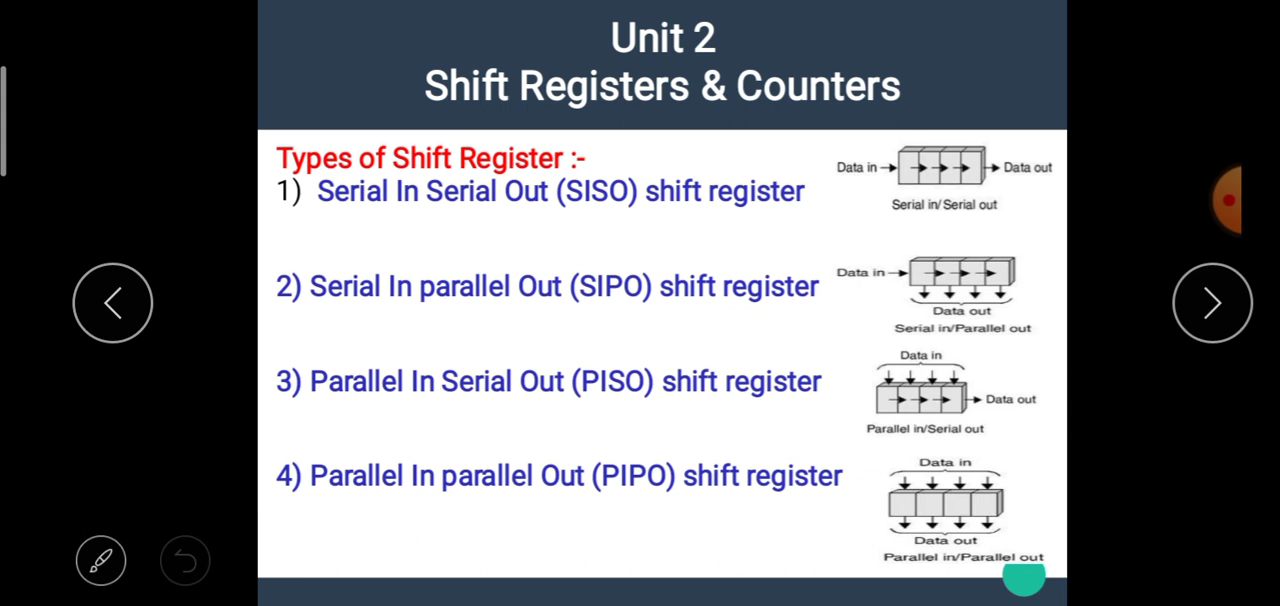 Unit 2
Shift Registers & Counters
Types of Shift Register :-
1) Serial In Serial Out (SISO) shift register
Data in
Data out
Serial in/Serial out
2) Serial In parallel Out (SIPO) shift register
Data in
Data out
Serial in/Parallel out
3) Parallel In Serial Out (PISO) shift register
Data in
Data out
Parallel in/Serial out
4) Parallel In parallel Out (PIPO) shift register
Data in
Data out
Parallel in/Parallel out